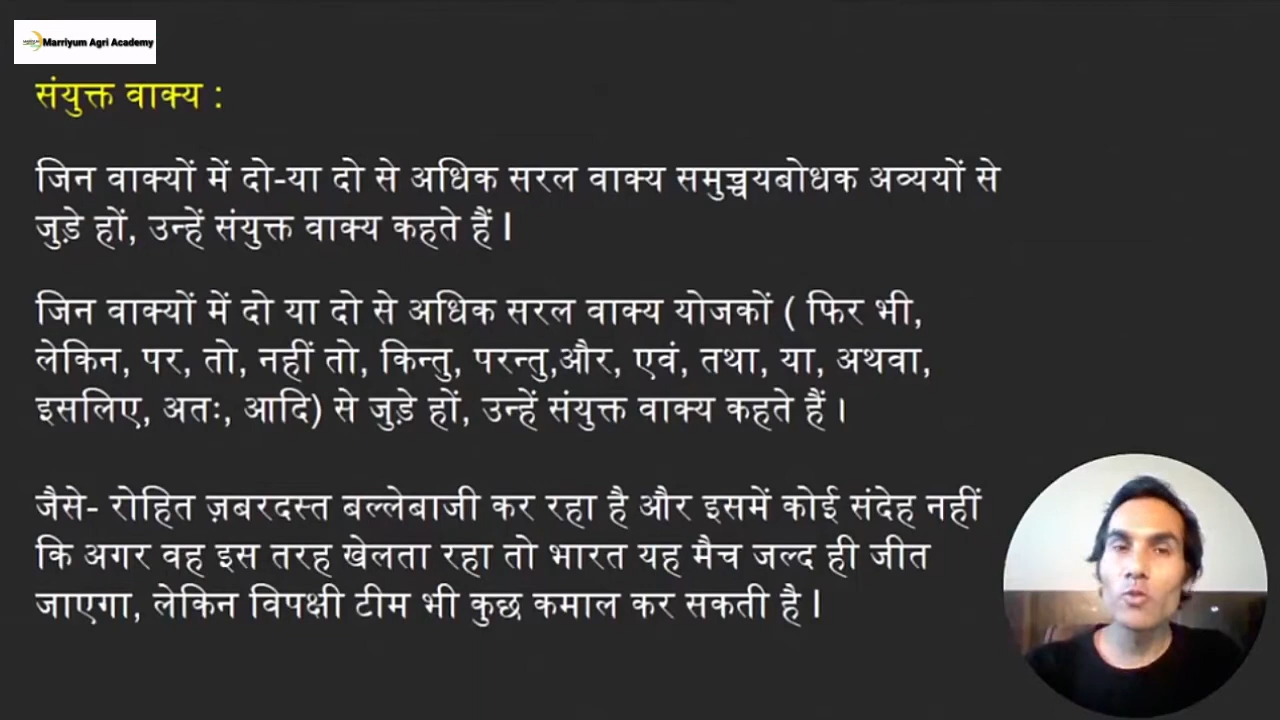 Marriyum Agri Academy
संयुक्त वाक्य :
जिन वाक्यों में दो-या दो से अधिक सरल वाक्य समुच्चयबोधक अव्ययों से
जुड़े हों, उन्हें संयुक्त वाक्य कहते हैं l
जिन वाक्यों में दो या दो से अधिक सरल वाक्य योजकों ( फिर भी,
लेकिन, पर, तो, नहीं तो, किन्तु, परन्तु,और, एवं, तथा, या, अथवा,
इसलिए, अतः, आदि) से जुड़े हों, उन्हें संयुक्त वाक्य कहते हैं ।
जैसे- रोहित ज़बरदस्त बल्लेबाजी कर रहा है और इसमें कोई संदेह नहीं
कि अगर वह इस तरह खेलता रहा तो भारत यह मैच जल्द ही जीत
जाएगा, लेकिन विपक्षी टीम भी कुछ कमाल कर सकती है l